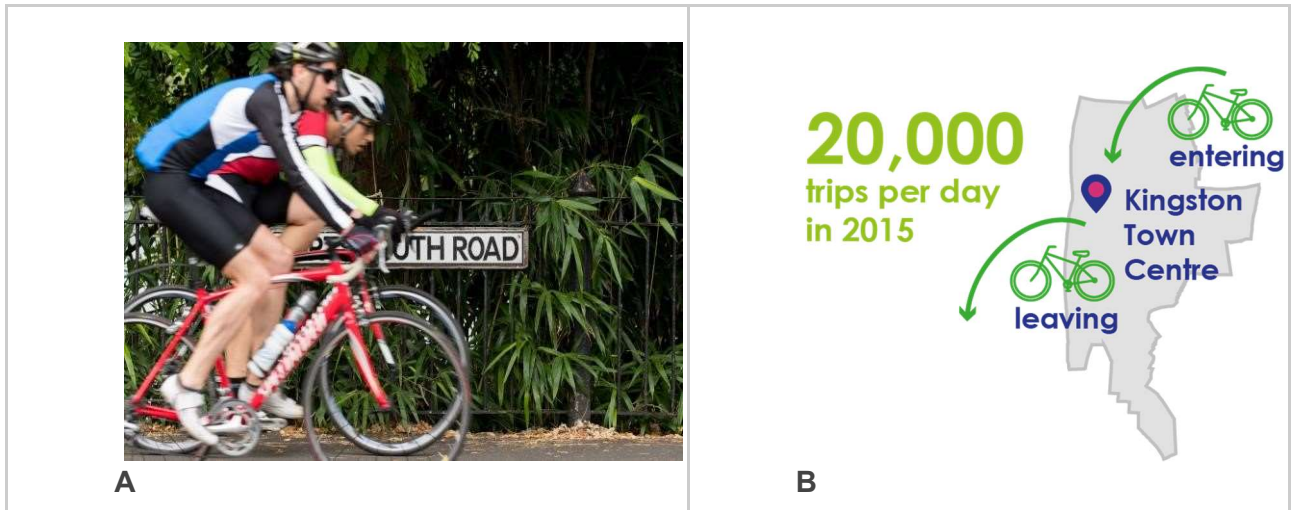 UTH ROAD
A
20,000
trips per day
in 2015
entering
Kingston
Town
Centre
leaving
B